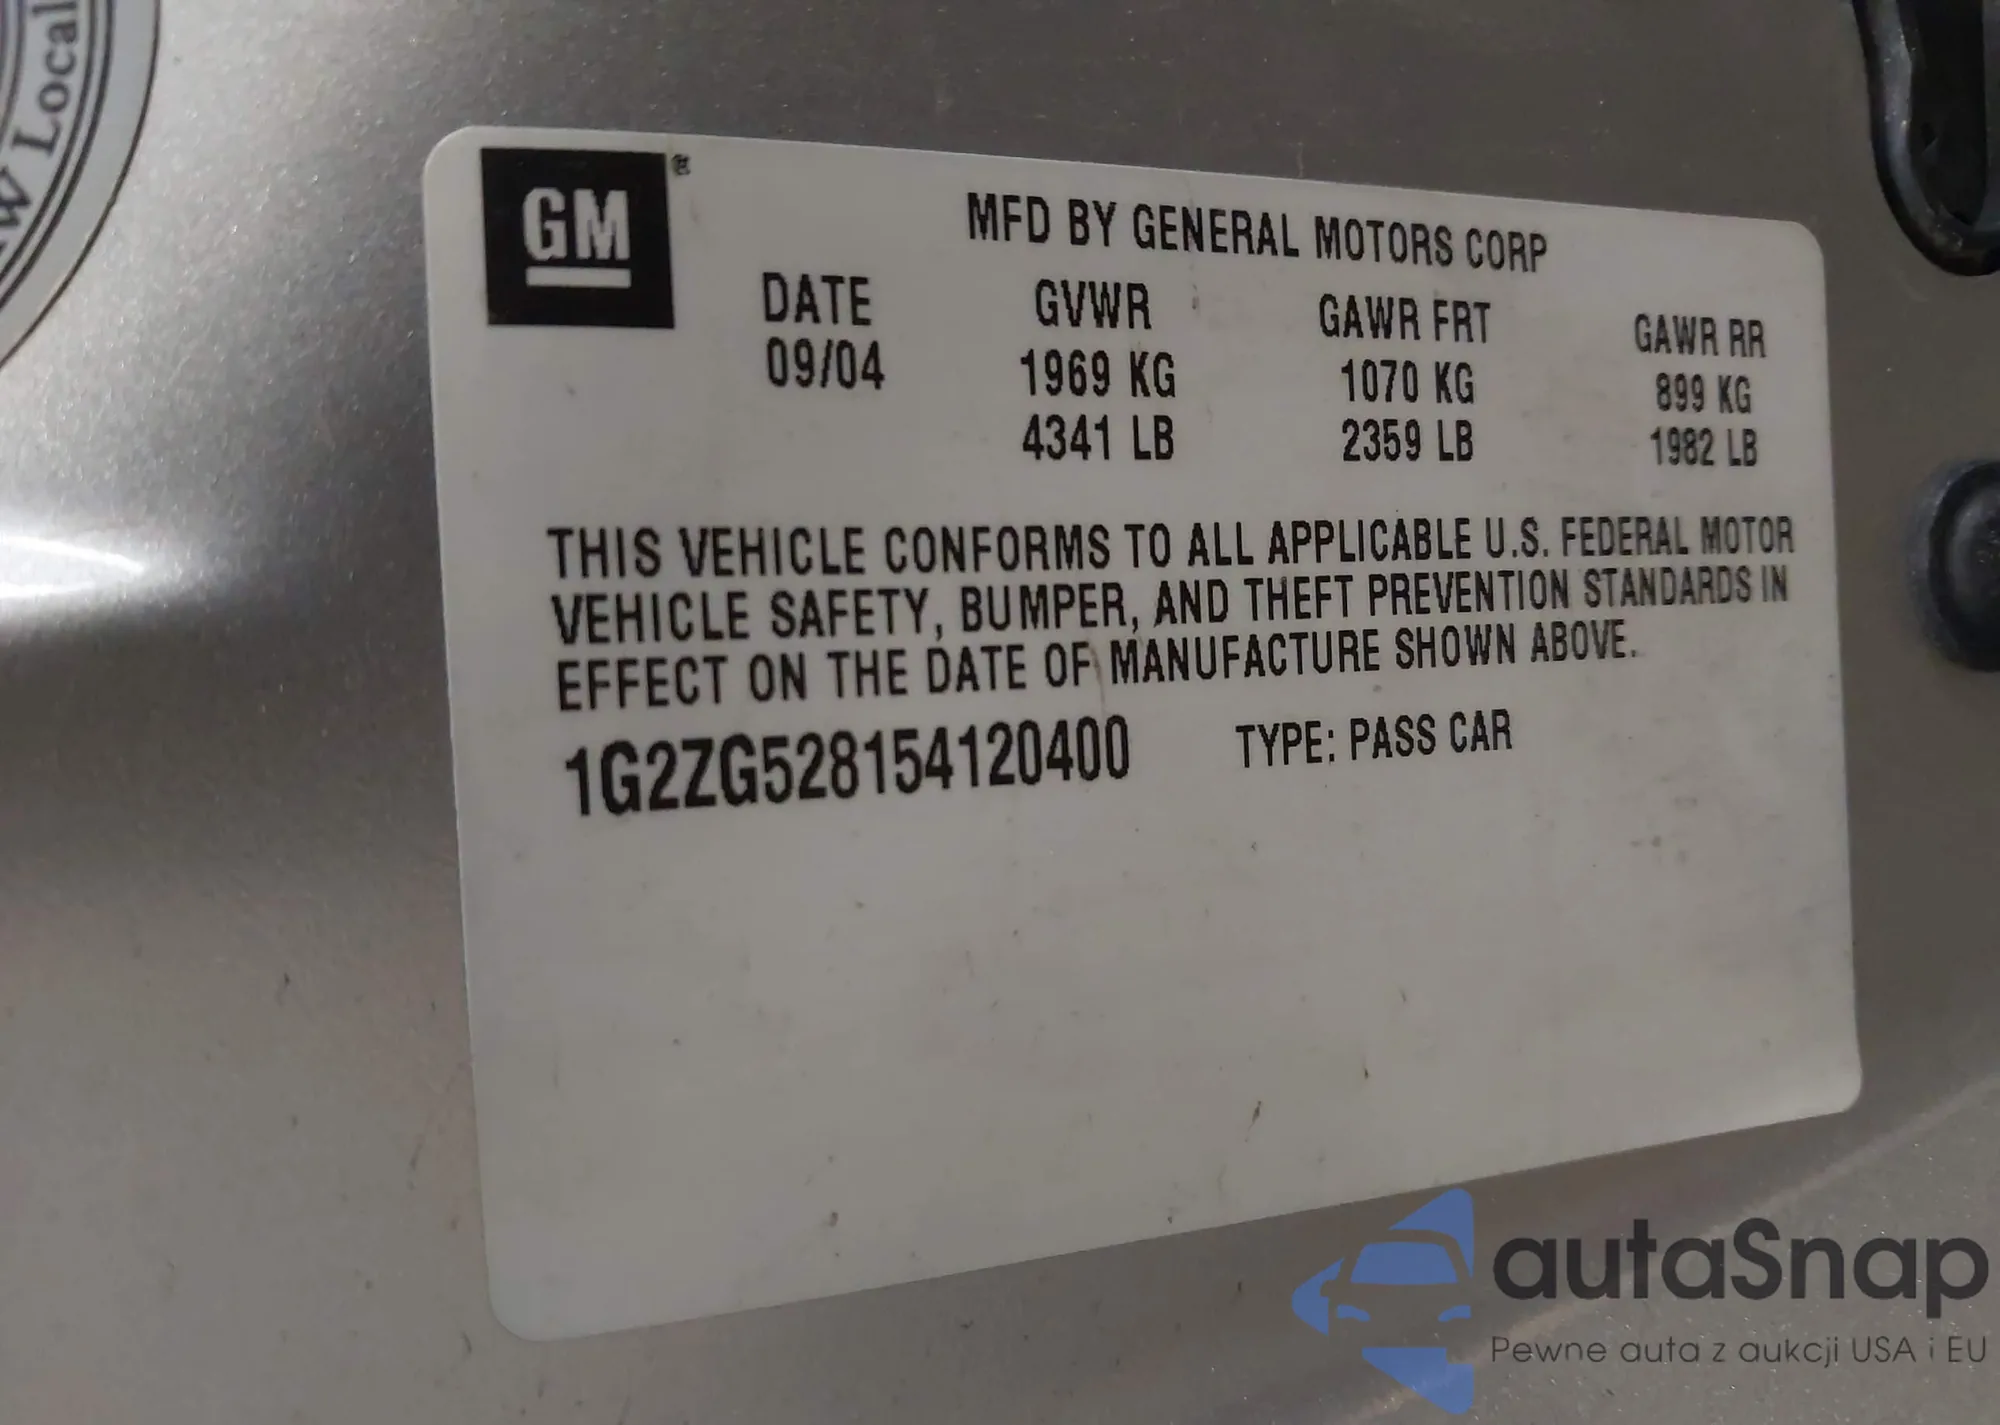 w Local
GM
®
MFD BY GENERAL MOTORS CORP
DATE GVWR GAWR FRT GAWR RR
09/04 1969 KG 1070 KG 899 KG
4341 LB 2359 LB 1982 LB
THIS VEHICLE CONFORMS TO ALL APPLICABLE U.S. FEDERAL MOTOR
VEHICLE SAFETY, BUMPER, AND THEFT PREVENTION STANDARDS IN
EFFECT ON THE DATE OF MANUFACTURE SHOWN ABOVE.
1G2ZG528154120400 TYPE: PASS CAR
autaSnap
Pewne auta z aukcji USA i EU